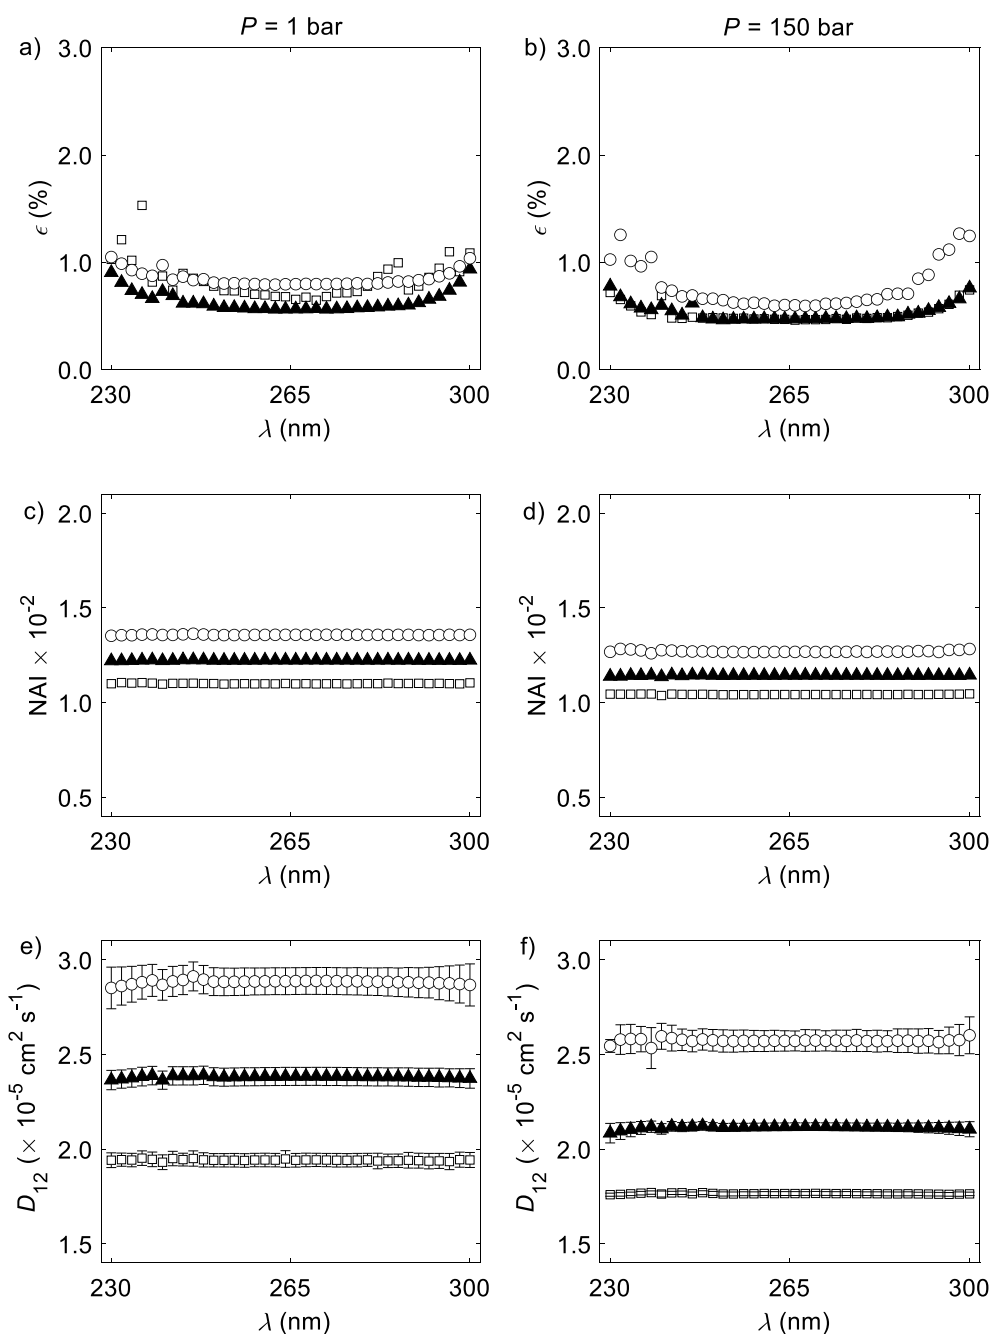 P = 1 bar
P = 150 bar
a)
3.0
2.0
1.0
0.0
ϵ (%)
230
265
300
λ (nm)
b)
3.0
2.0
1.0
0.0
ϵ (%)
230
265
300
λ (nm)
c)
2.0
1.5
1.0
0.5
NAI × 10⁻²
230
265
300
λ (nm)
d)
2.0
1.5
1.0
0.5
NAI × 10⁻²
230
265
300
λ (nm)
e)
3.0
2.5
2.0
1.5
D₁₂ (× 10⁻⁵ cm² s⁻¹)
230
265
300
λ (nm)
f)
3.0
2.5
2.0
1.5
D₁₂ (× 10⁻⁵ cm² s⁻¹)
230
265
300
λ (nm)